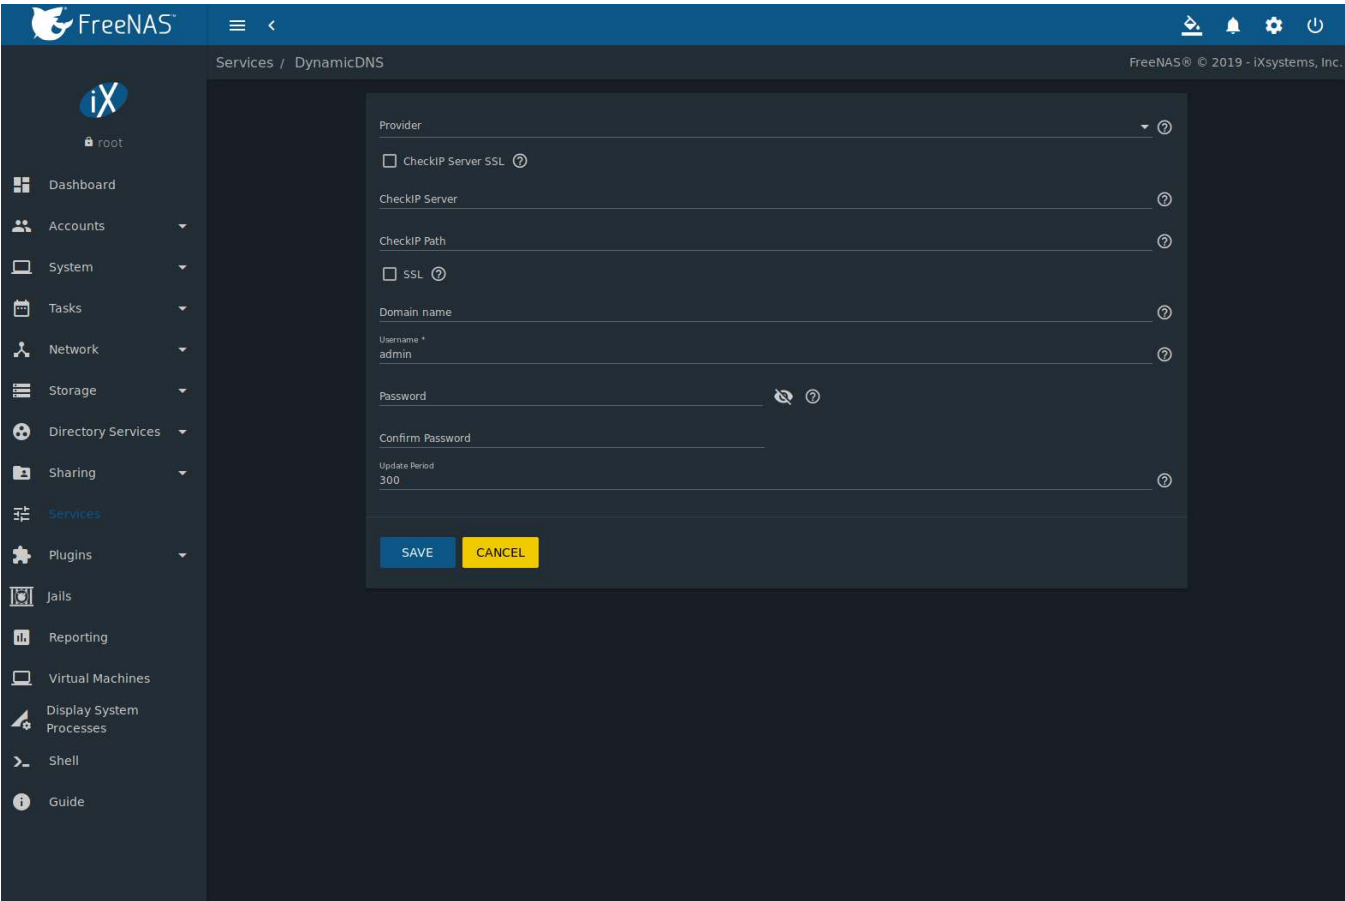 FreeNAS®
Services / DynamicDNS
FreeNAS® © 2019 - iXsystems, Inc.
iX
root
Dashboard
Accounts
System
Tasks
Network
Storage
Directory Services
Sharing
Services
Plugins
Jails
Reporting
Virtual Machines
Display System
Processes
Shell
Guide
Provider
CheckIP Server SSL
CheckIP Server
CheckIP Path
SSL
Domain name
Username *
admin
Password
Confirm Password
Update Period
300
SAVE
CANCEL